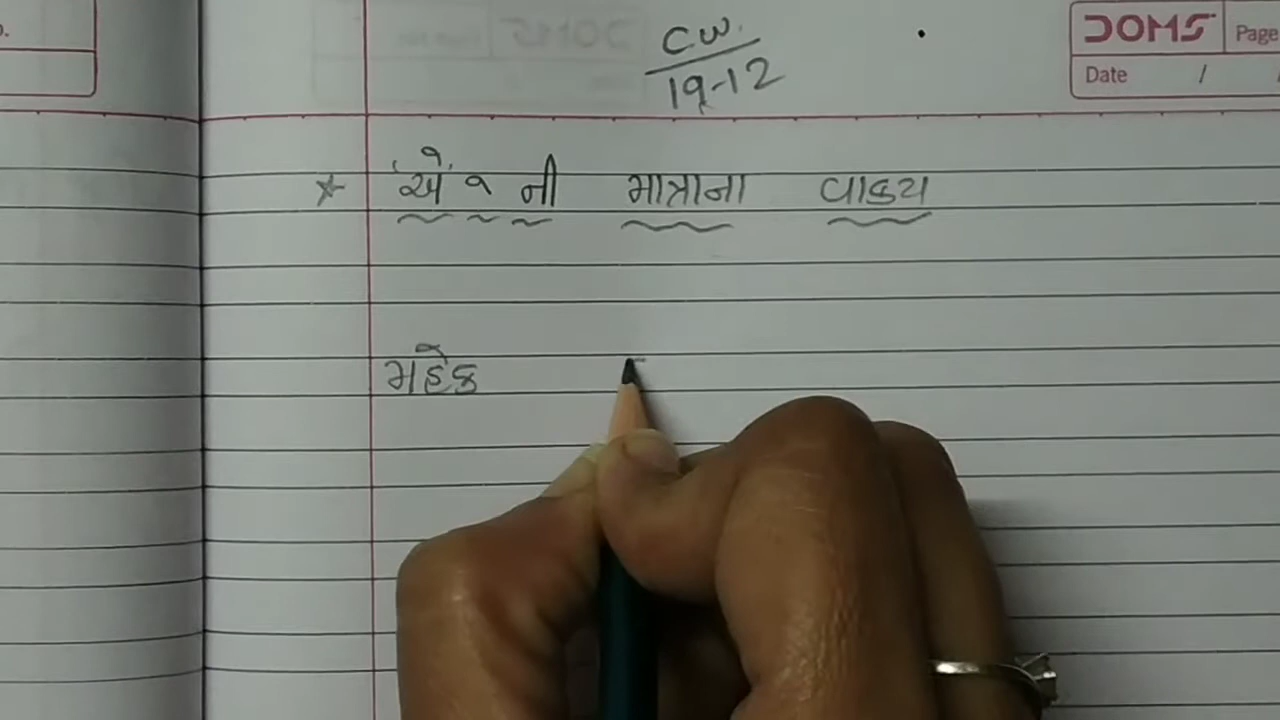 CW.
19-12
DOMS Page
Date / /
☆ 'એ' ે ની માત્રાના વાક્ય
મહેક